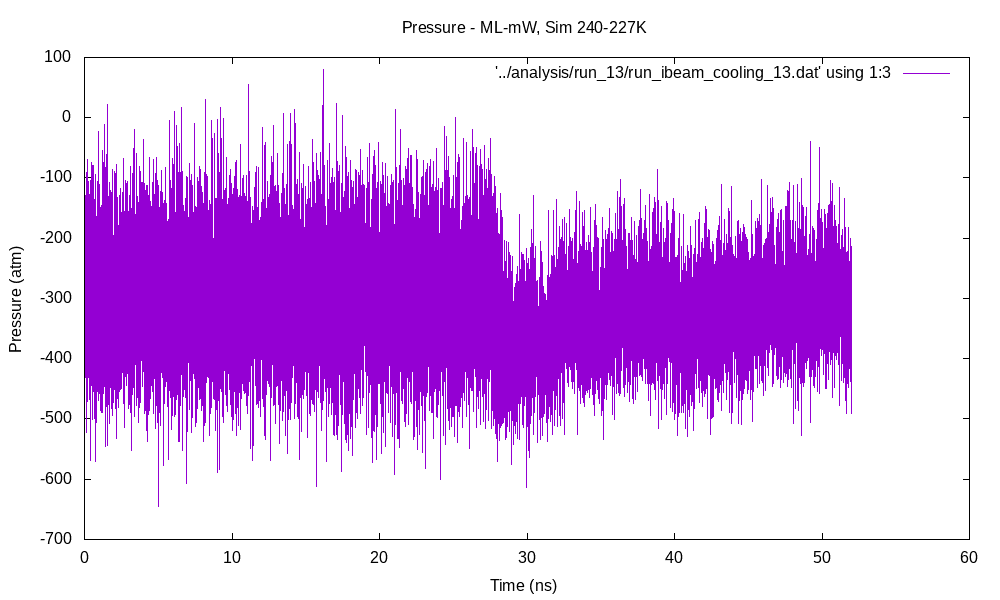 Pressure - ML-mW, Sim 240-227K
'../analysis/run_13/run_ibeam_cooling_13.dat' using 1:3
100
0
-100
-200
-300
-400
-500
-600
-700
Pressure (atm)
0 10 20 30 40 50 60
Time (ns)